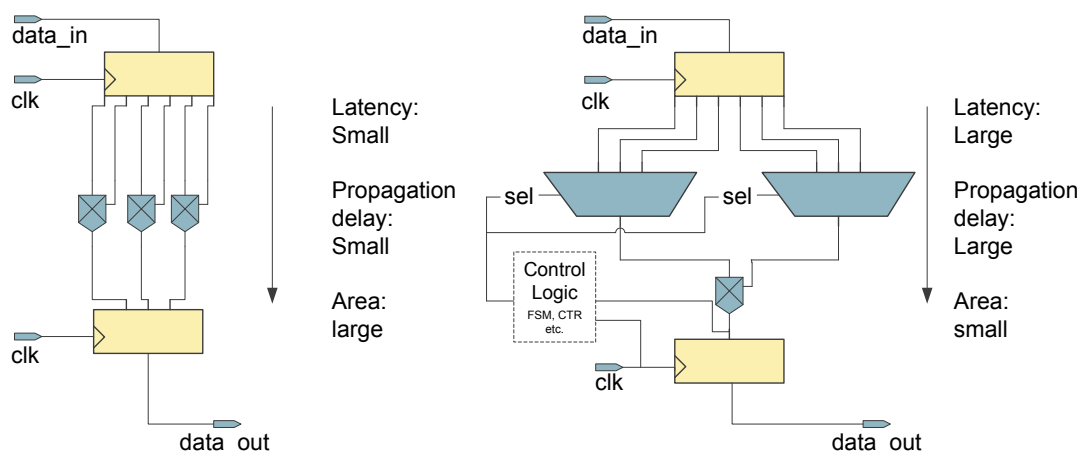 data_in
clk
Latency:
Small
Propagation
delay:
Small
Area:
large
clk
data_out
data_in
clk
sel
sel
Control
Logic
FSM, CTR
etc.
clk
data_out
Latency:
Large
Propagation
delay:
Large
Area:
small